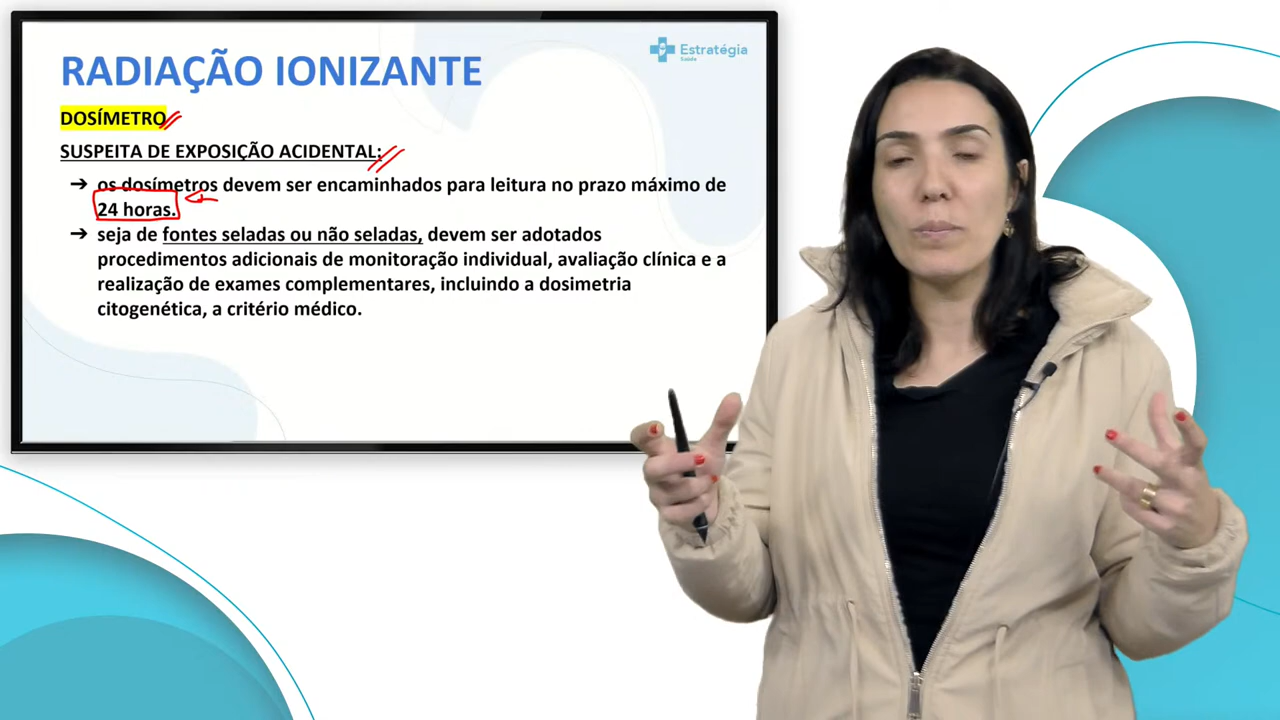 RADIAÇÃO IONIZANTE
Estratégia
Saúde
DOSÍMETRO
SUSPEITA DE EXPOSIÇÃO ACIDENTAL:
➔ os dosímetros devem ser encaminhados para leitura no prazo máximo de
24 horas.
➔ seja de fontes seladas ou não seladas, devem ser adotados
procedimentos adicionais de monitoração individual, avaliação clínica e a
realização de exames complementares, incluindo a dosimetria
citogenética, a critério médico.